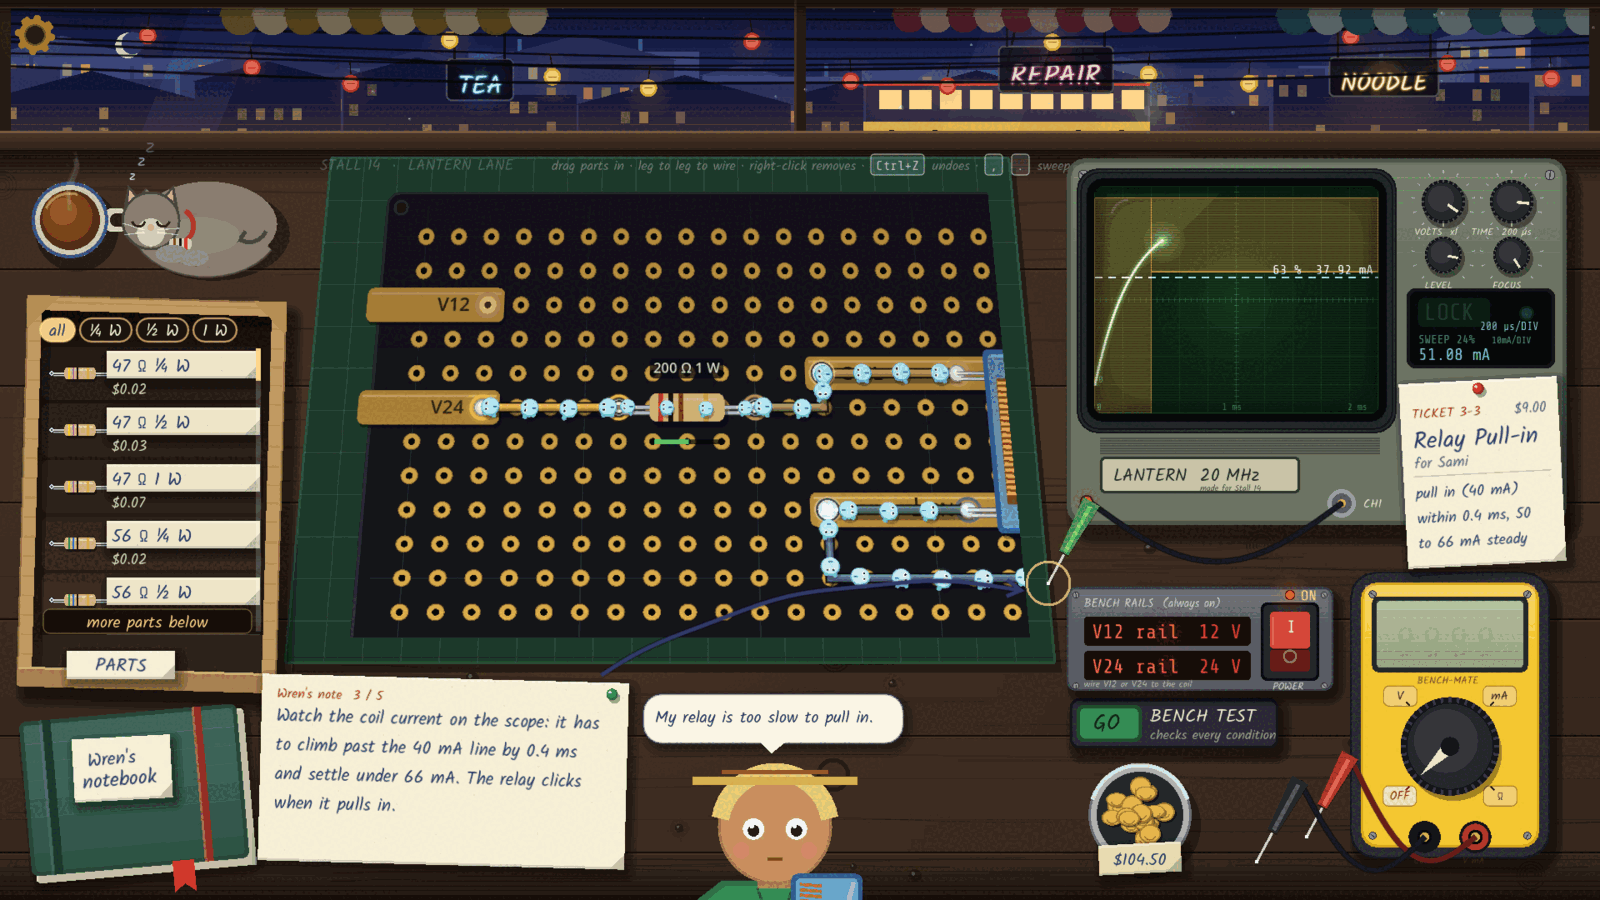 TEA
REPAIR
NOODLE
z
z
z
STALL 14 · LANTERN LANE drag parts in · leg to leg to wire · right-click removes · Ctrl+Z undoes · , . sweep
all ¼ W ½ W 1 W
47 Ω ¼ W
$0.02
47 Ω ½ W
$0.03
47 Ω 1 W
$0.07
56 Ω ¼ W
$0.02
56 Ω ½ W
more parts below
PARTS
Wren's
notebook
V12
V24
200 Ω 1 W
63 % 37.92 mA
0 1 ms 2 ms
VOLTS x1 TIME 200 µs
LEVEL FOCUS
LOCK
200 µs/DIV
SWEEP 24% 10mA/DIV
51.08 mA
LANTERN 20 MHz
made for Stall 14
CH1
TICKET 3-3 $9.00
Relay Pull-in
for Sami
pull in (40 mA)
within 0.4 ms, 50
to 66 mA steady
BENCH RAILS (always on)
ON
V12 rail 12 V
V24 rail 24 V
wire V12 or V24 to the coil
I
POWER
GO
BENCH TEST
checks every condition
BENCH-MATE
V mA
OFF Ω
$104.50
Wren's note 3 / 5
Watch the coil current on the scope: it has
to climb past the 40 mA line by 0.4 ms
and settle under 66 mA. The relay clicks
when it pulls in.
My relay is too slow to pull in.